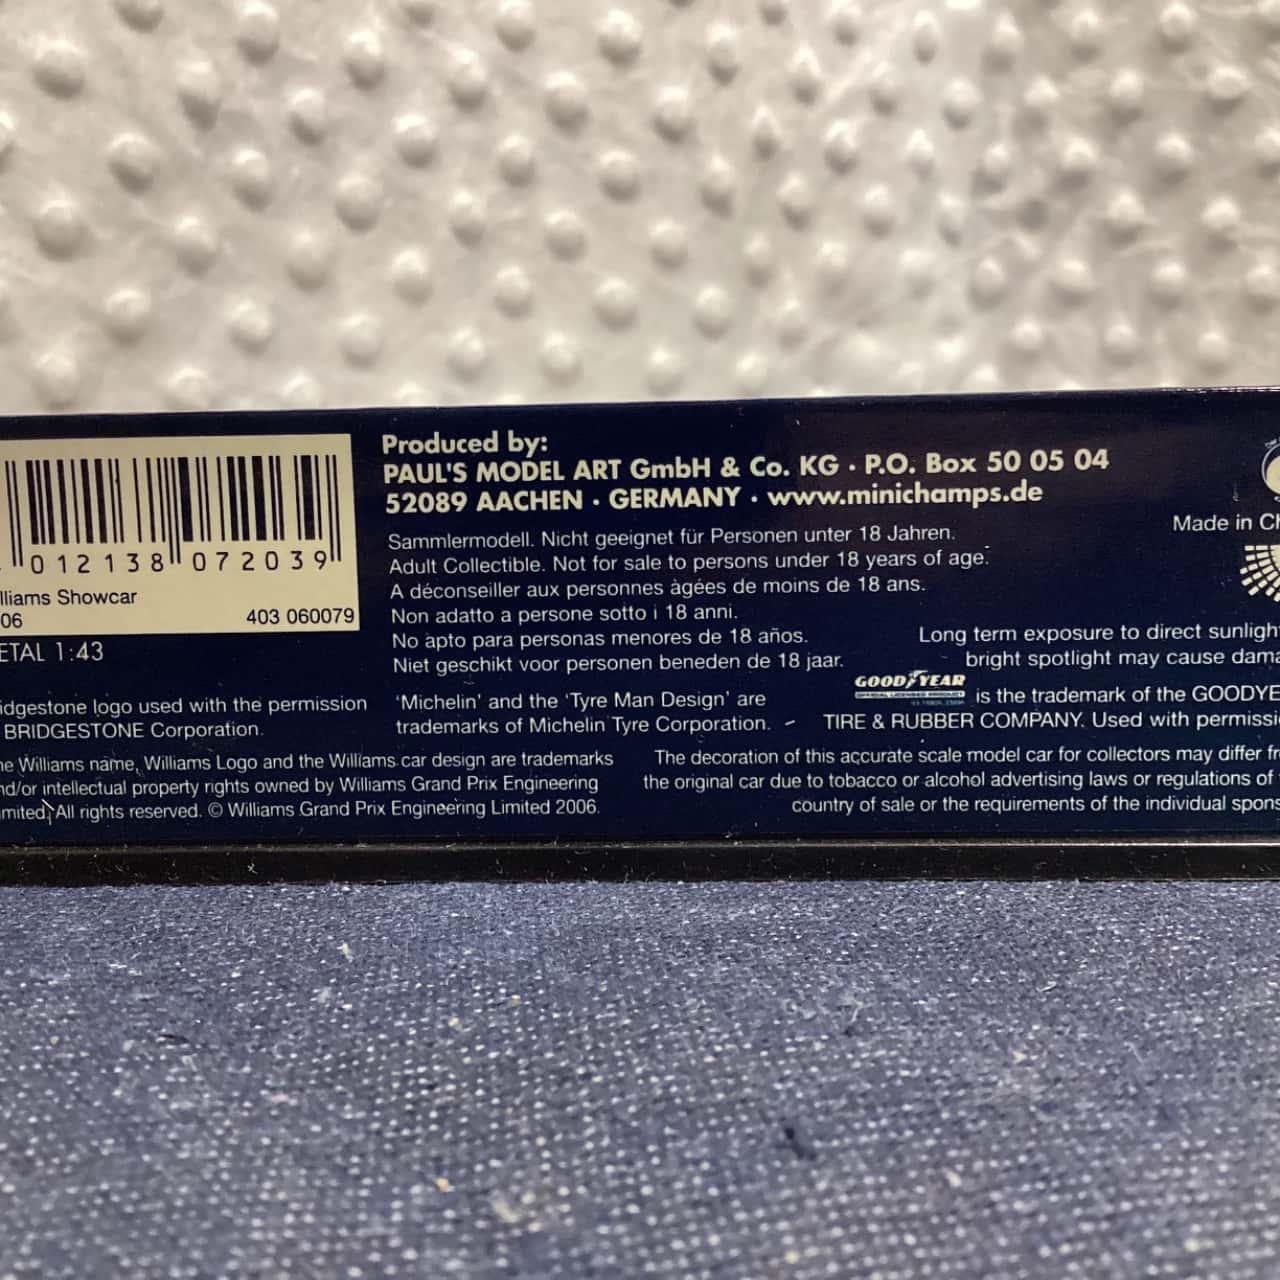 Produced by:
PAUL'S MODEL ART GmbH & Co. KG · P.O. Box 50 05 04
52089 AACHEN · GERMANY · www.minichamps.de
012138 072039
lliams Showcar
06 403 060079
ETAL 1:43
Sammlermodell. Nicht geeignet für Personen unter 18 Jahren.
Adult Collectible. Not for sale to persons under 18 years of age.
A déconseiller aux personnes àgées de moins de 18 ans.
Non adatto a persone sotto i 18 anni.
No apto para personas menores de 18 años.
Niet geschikt voor personen beneden de 18 jaar.
Made in Ch
Long term exposure to direct sunligh
bright spotlight may cause dama
idgestone logo used with the permission
BRIDGESTONE Corporation.
'Michelin' and the 'Tyre Man Design' are
trademarks of Michelin Tyre Corporation.
GOODYEAR
is the trademark of the GOODYE
TIRE & RUBBER COMPANY. Used with permissi
he Williams name, Williams Logo and the Williams car design are trademarks
nd/or intellectual property rights owned by Williams Grand Prix Engineering
mited. All rights reserved. © Williams Grand Prix Engineering Limited 2006.
The decoration of this accurate scale model car for collectors may differ fr
the original car due to tobacco or alcohol advertising laws or regulations of
country of sale or the requirements of the individual spons